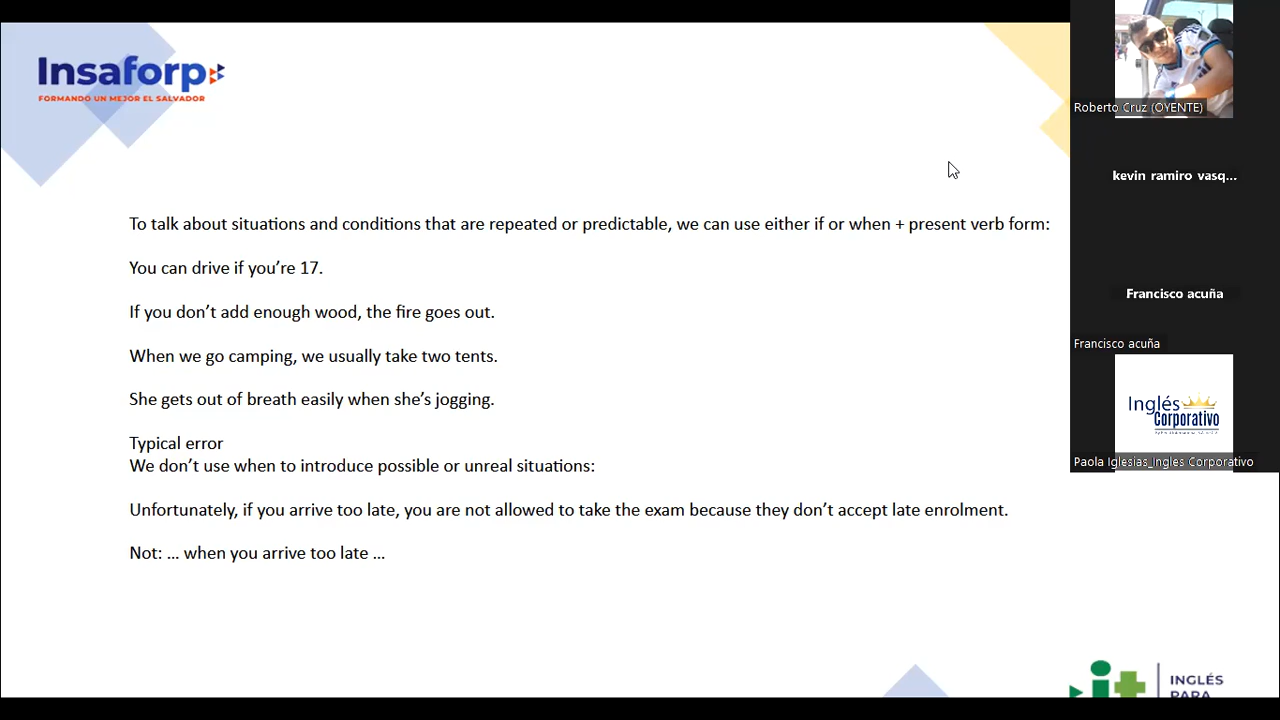 Insaforp
FORMANDO UN MEJOR EL SALVADOR
To talk about situations and conditions that are repeated or predictable, we can use either if or when + present verb form:
You can drive if you’re 17.
If you don’t add enough wood, the fire goes out.
When we go camping, we usually take two tents.
She gets out of breath easily when she’s jogging.
Typical error
We don’t use when to introduce possible or unreal situations:
Unfortunately, if you arrive too late, you are not allowed to take the exam because they don’t accept late enrolment.
Not: … when you arrive too late …
INGLÉS
PARA
Roberto Cruz (OYENTE)
kevin ramiro vasq...
Francisco acuña
Francisco acuña
Inglés
Corporativo
Paola Iglesias_Ingles Corporativo